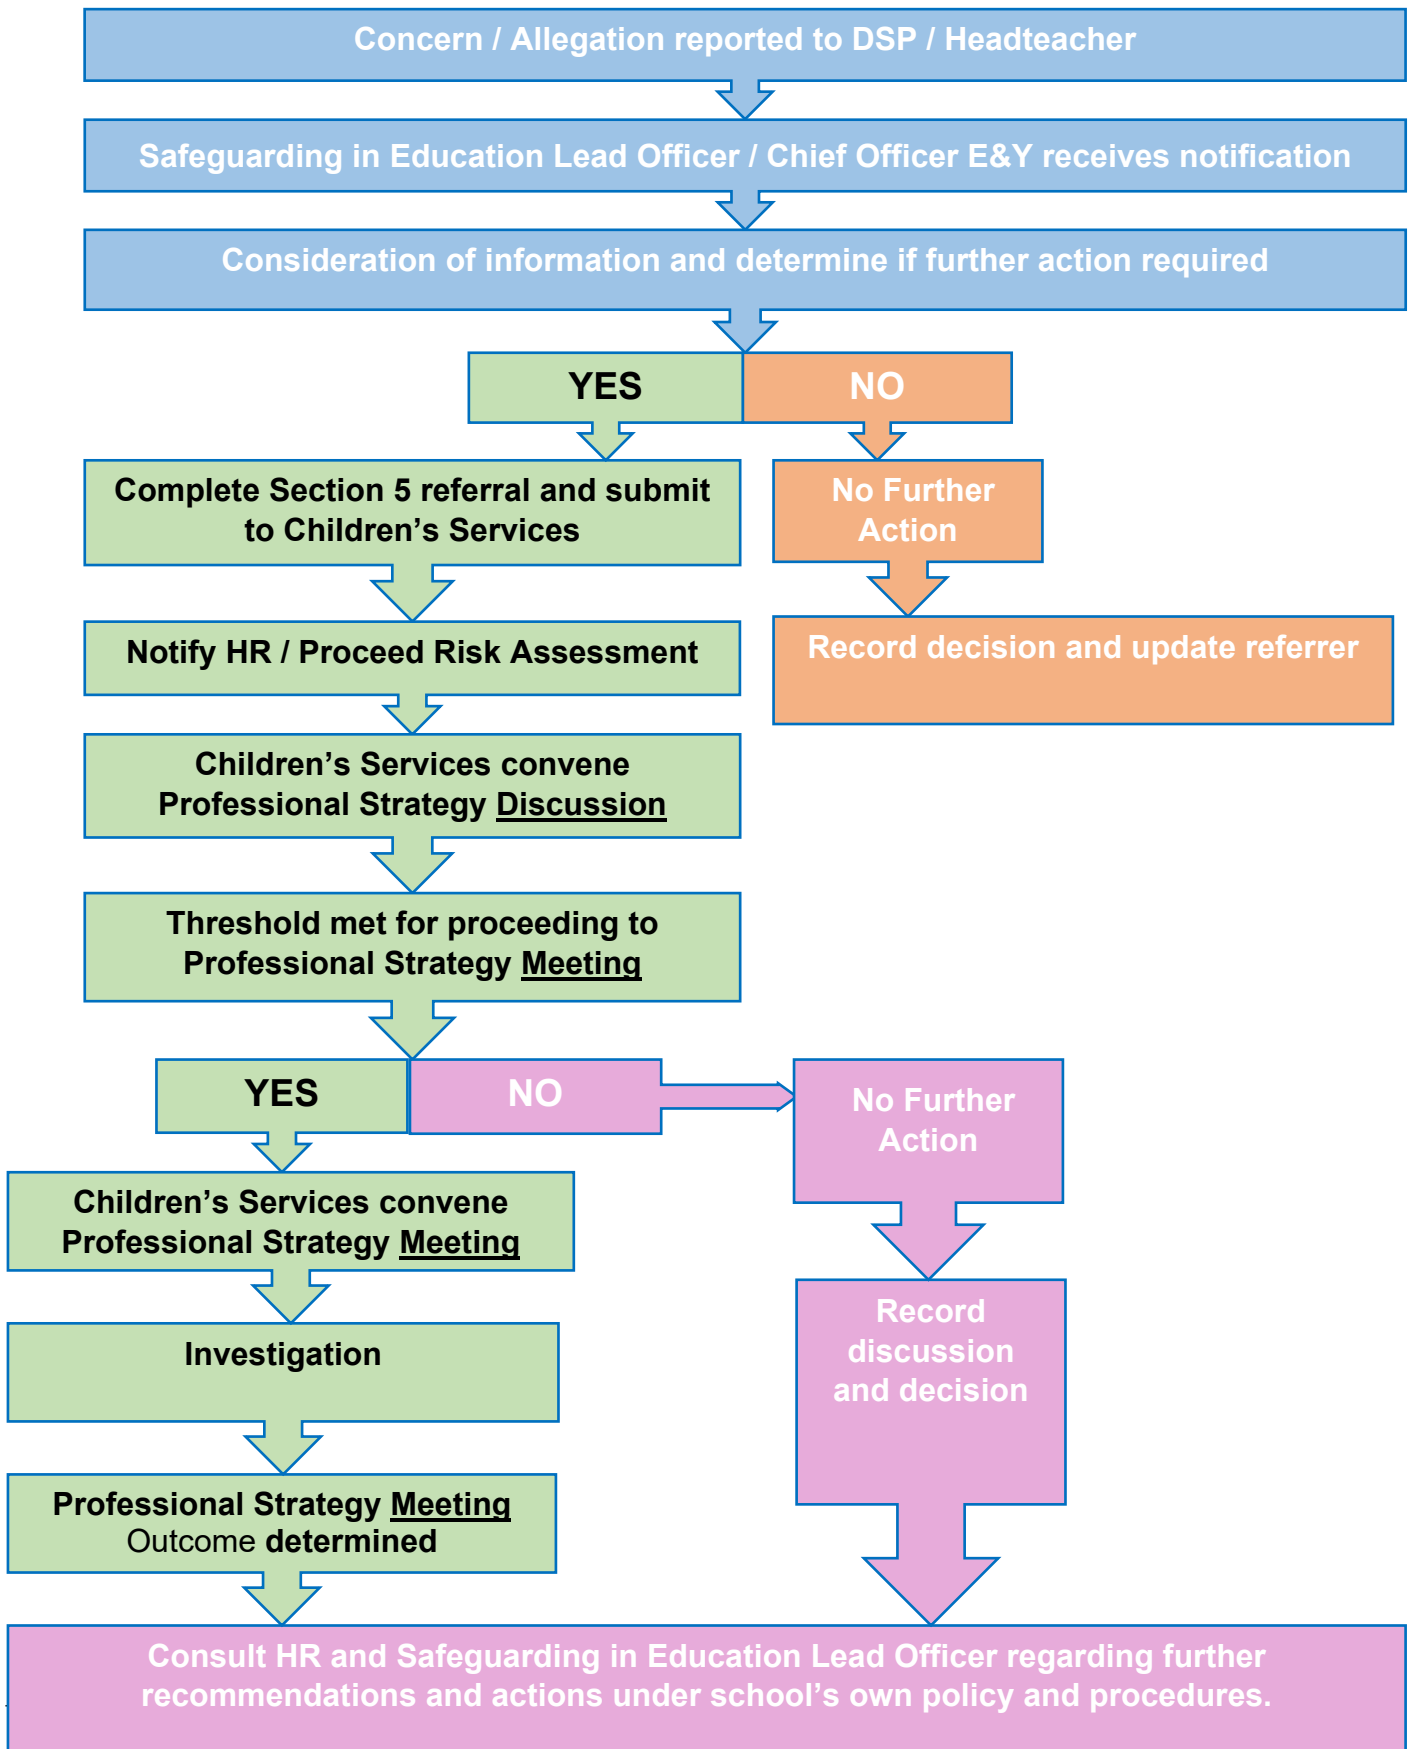 Concern / Allegation reported to DSP / Headteacher
Safeguarding in Education Lead Officer / Chief Officer E&Y receives notification
Consideration of information and determine if further action required
YES
NO
Complete Section 5 referral and submit
to Children’s Services
No Further
Action
Notify HR / Proceed Risk Assessment
Record decision and update referrer
Children’s Services convene
Professional Strategy Discussion
Threshold met for proceeding to
Professional Strategy Meeting
YES
NO
No Further
Action
Children’s Services convene
Professional Strategy Meeting
Record
discussion
and decision
Investigation
Professional Strategy Meeting
Outcome determined
Consult HR and Safeguarding in Education Lead Officer regarding further
recommendations and actions under school’s own policy and procedures.